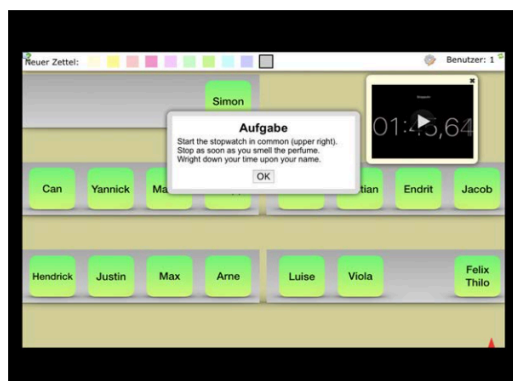 Neuer Zettel:
Benutzer: 1
Simon
01:45,64
Aufgabe
Start the stopwatch in common (upper right).
Stop as soon as you smell the perfume.
Wright down your time upon your name.
OK
Can
Yannick
Endrit
Jacob
Hendrick
Justin
Max
Arne
Luise
Viola
Felix
Thilo